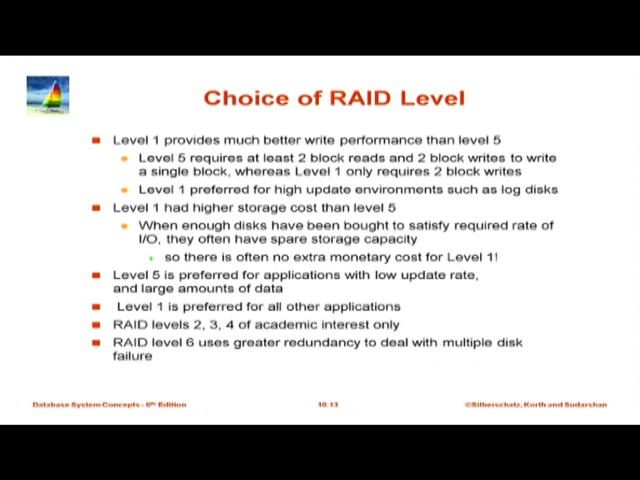 Choice of RAID Level
Level 1 provides much better write performance than level 5
Level 5 requires at least 2 block reads and 2 block writes to write
a single block, whereas Level 1 only requires 2 block writes
Level 1 preferred for high update environments such as log disks
Level 1 had higher storage cost than level 5
When enough disks have been bought to satisfy required rate of
I/O, they often have spare storage capacity
so there is often no extra monetary cost for Level 1!
Level 5 is preferred for applications with low update rate,
and large amounts of data
Level 1 is preferred for all other applications
RAID levels 2, 3, 4 of academic interest only
RAID level 6 uses greater redundancy to deal with multiple disk
failure
Database System Concepts - 6th Edition 10.13 ©Silberschatz, Korth and Sudarshan